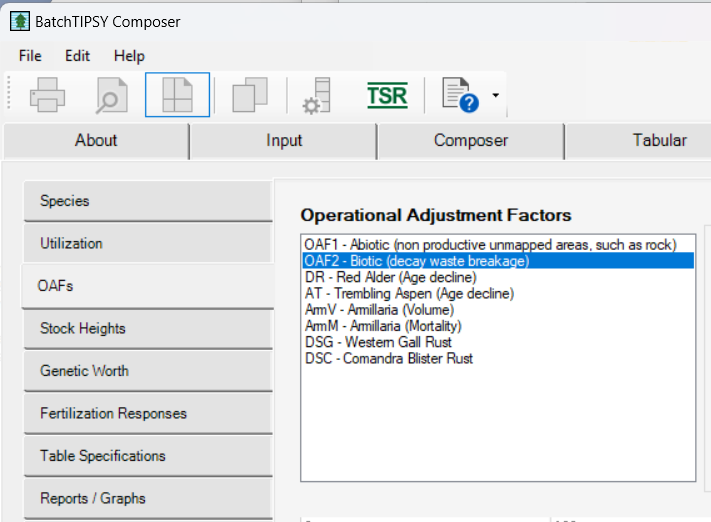 BatchTIPSY Composer
File Edit Help
TSR
About Input Composer Tabular
Species
Utilization
OAFs
Stock Heights
Genetic Worth
Fertilization Responses
Table Specifications
Reports / Graphs
Operational Adjustment Factors
OAF1 - Abiotic (non productive unmapped areas, such as rock)
OAF2 - Biotic (decay waste breakage)
DR - Red Alder (Age decline)
AT - Trembling Aspen (Age decline)
ArmV - Armillaria (Volume)
ArmM - Armillaria (Mortality)
DSG - Western Gall Rust
DSC - Comandra Blister Rust